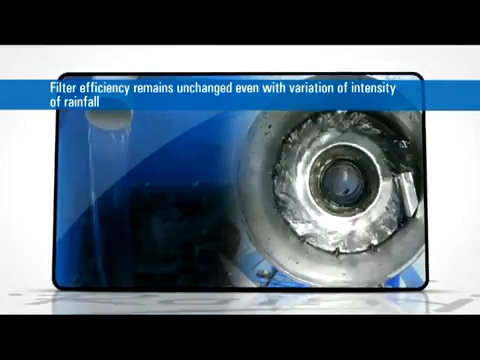 Filter efficiency remains unchanged even with variation of intensity
of rainfall